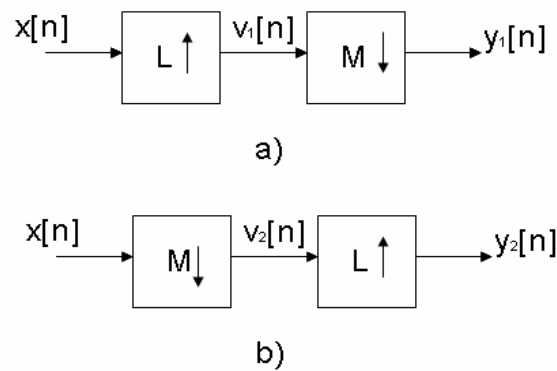 x[n] L ↑ v₁[n] M ↓ y₁[n]
a)
x[n] M ↓ v₂[n] L ↑ y₂[n]
b)